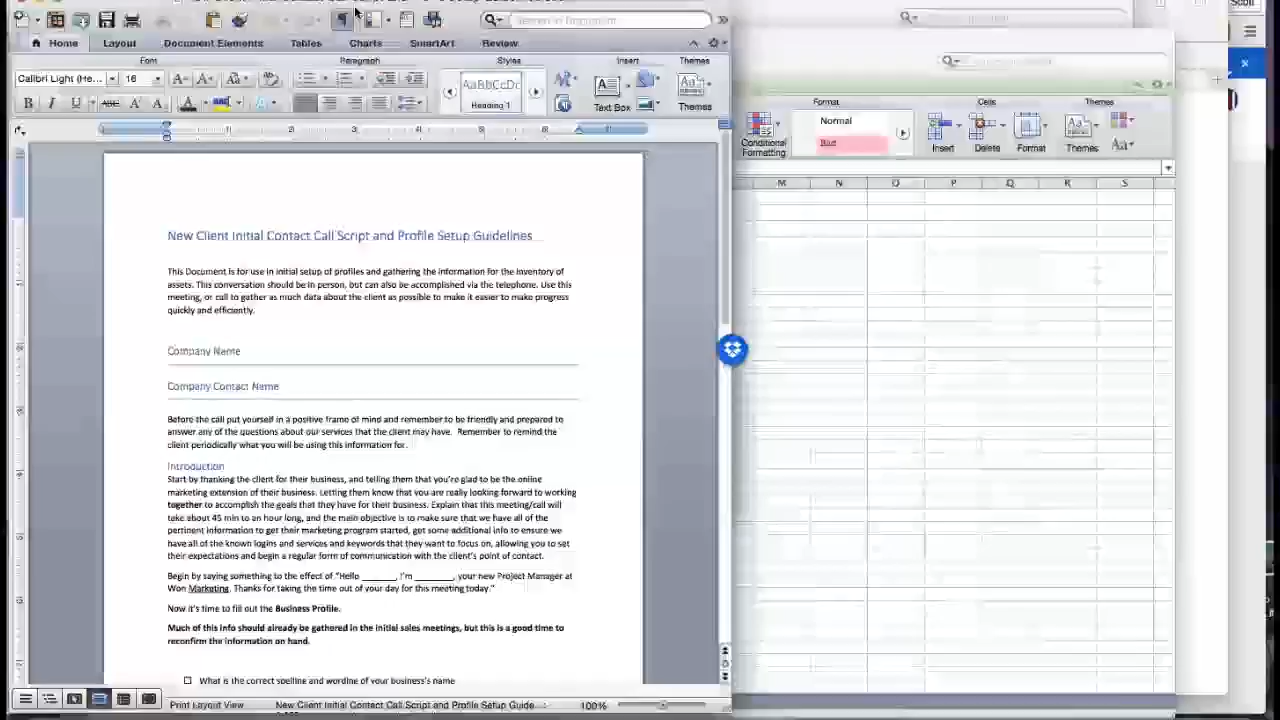 Search in Document
Scott
Home Layout Document Elements Tables Charts SmartArt Review
Font Paragraph Styles Insert Themes
Calibri Light (He... 16
AaBbCcDc
Heading 1
Text Box
Themes
B I U ABC A A
Format Cells Themes
Normal
Bad
Conditional
Formatting
Insert Delete Format Themes Aa
M N O P Q R S
New Client Initial Contact Call Script and Profile Setup Guidelines
This Document is for use in initial setup of profiles and gathering the information for the inventory of
assets. This conversation should be in person, but can also be accomplished via the telephone. Use this
meeting, or call to gather as much data about the client as possible to make it easier to make progress
quickly and efficiently.
Company Name
Company Contact Name
Before the call put yourself in a positive frame of mind and remember to be friendly and prepared to
answer any of the questions about our services that the client may have. Remember to remind the
client periodically what you will be using this information for.
Introduction
Start by thanking the client for their business, and telling them that you're glad to be the online
marketing extension of their business. Letting them know that you are really looking forward to working
together to accomplish the goals that they have for their business. Explain that this meeting/call will
take about 45 min to an hour long, and the main objective is to make sure that we have all of the
pertinent information to get their marketing program started, get some additional info to ensure we
have all of the known logins and services and keywords that they want to focus on, allowing you to set
their expectations and begin a regular form of communication with the client's point of contact.
Begin by saying something to the effect of "Hello ______, I'm _______, your new Project Manager at
Won Marketing. Thanks for taking the time out of your day for this meeting today."
Now it's time to fill out the Business Profile.
Much of this info should already be gathered in the initial sales meetings, but this is a good time to
reconfirm the information on hand.
What is the correct spelling and wording of your business's name
Print Layout View New Client Initial Contact Call Script and Profile Setup Guide... 100%